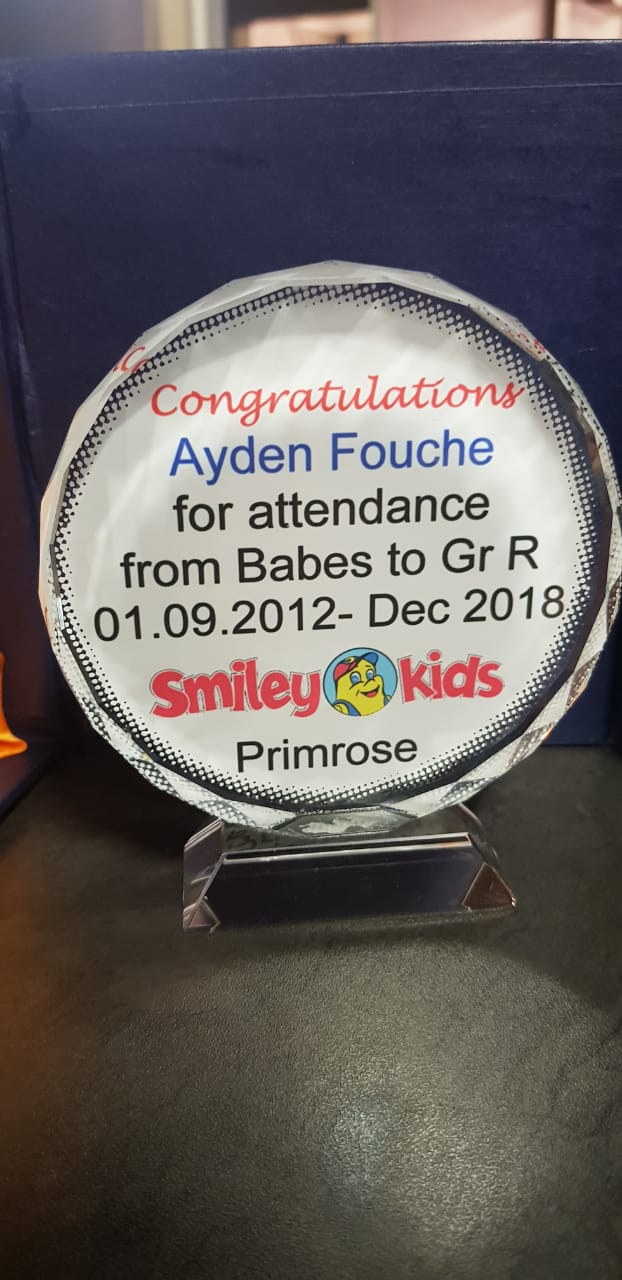 Congratulations
Ayden Fouche
for attendance
from Babes to Gr R
01.09.2012- Dec 2018
Smiley kids
Primrose